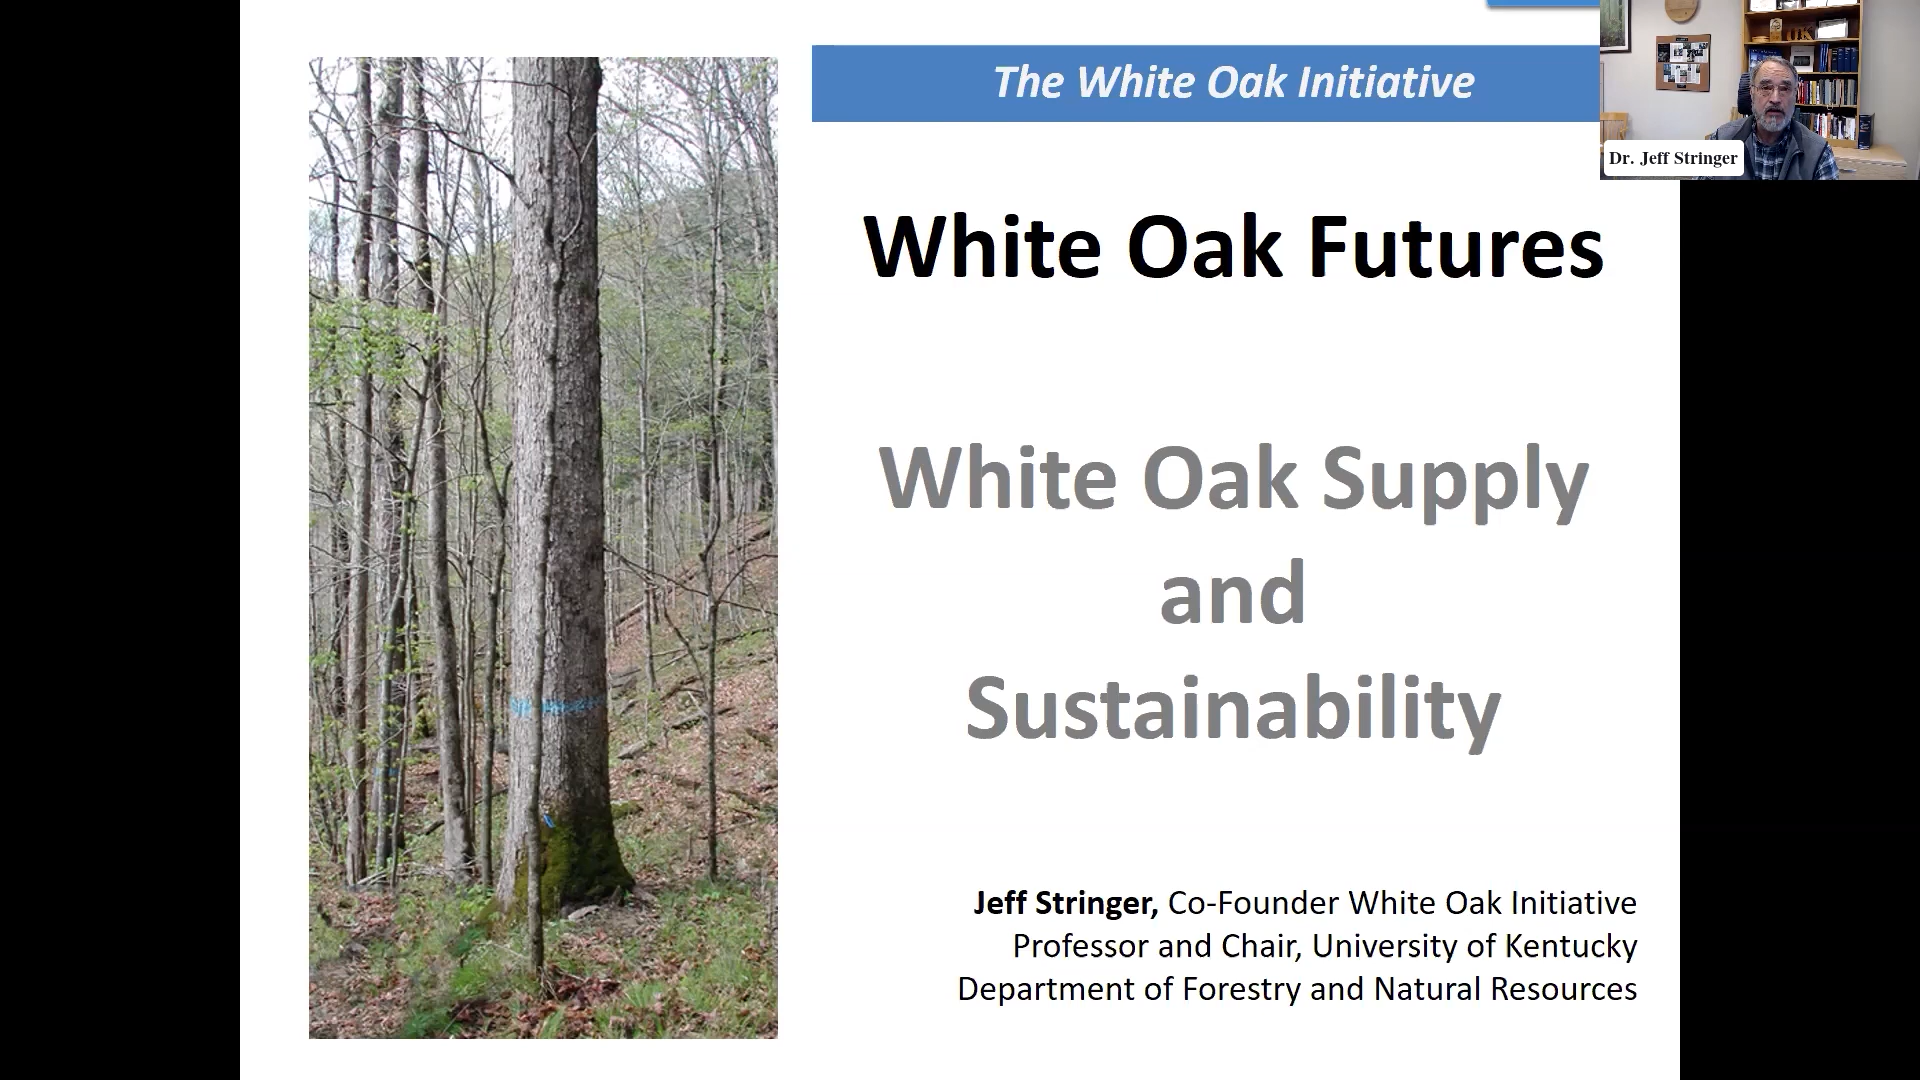 The White Oak Initiative
Dr. Jeff Stringer
White Oak Futures
White Oak Supply
and
Sustainability
Jeff Stringer, Co-Founder White Oak Initiative
Professor and Chair, University of Kentucky
Department of Forestry and Natural Resources